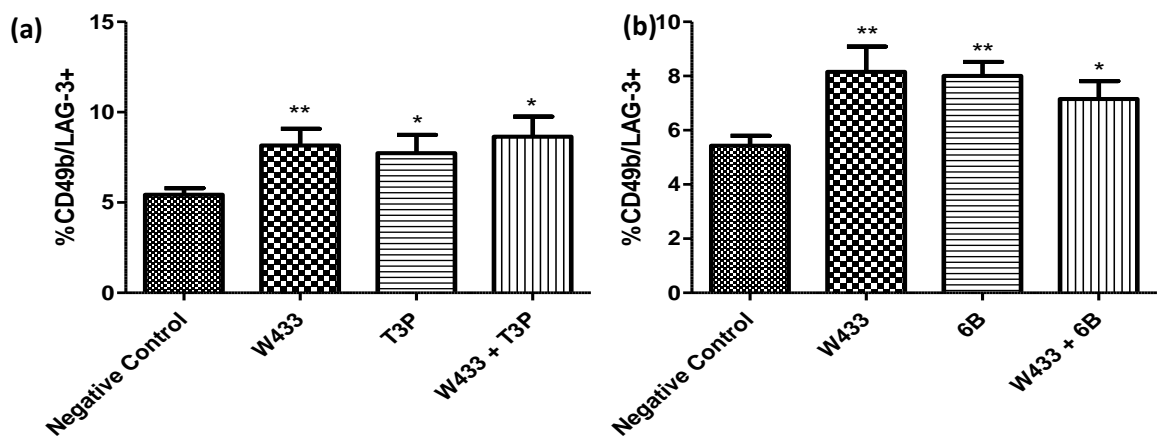 (a)
%CD49b/LAG-3+
15
10
5
0
**
*
*
Negative Control
W433
T3P
W433 + T3P
(b)
%CD49b/LAG-3+
10
8
6
4
2
0
**
**
*
Negative Control
W433
6B
W433 + 6B